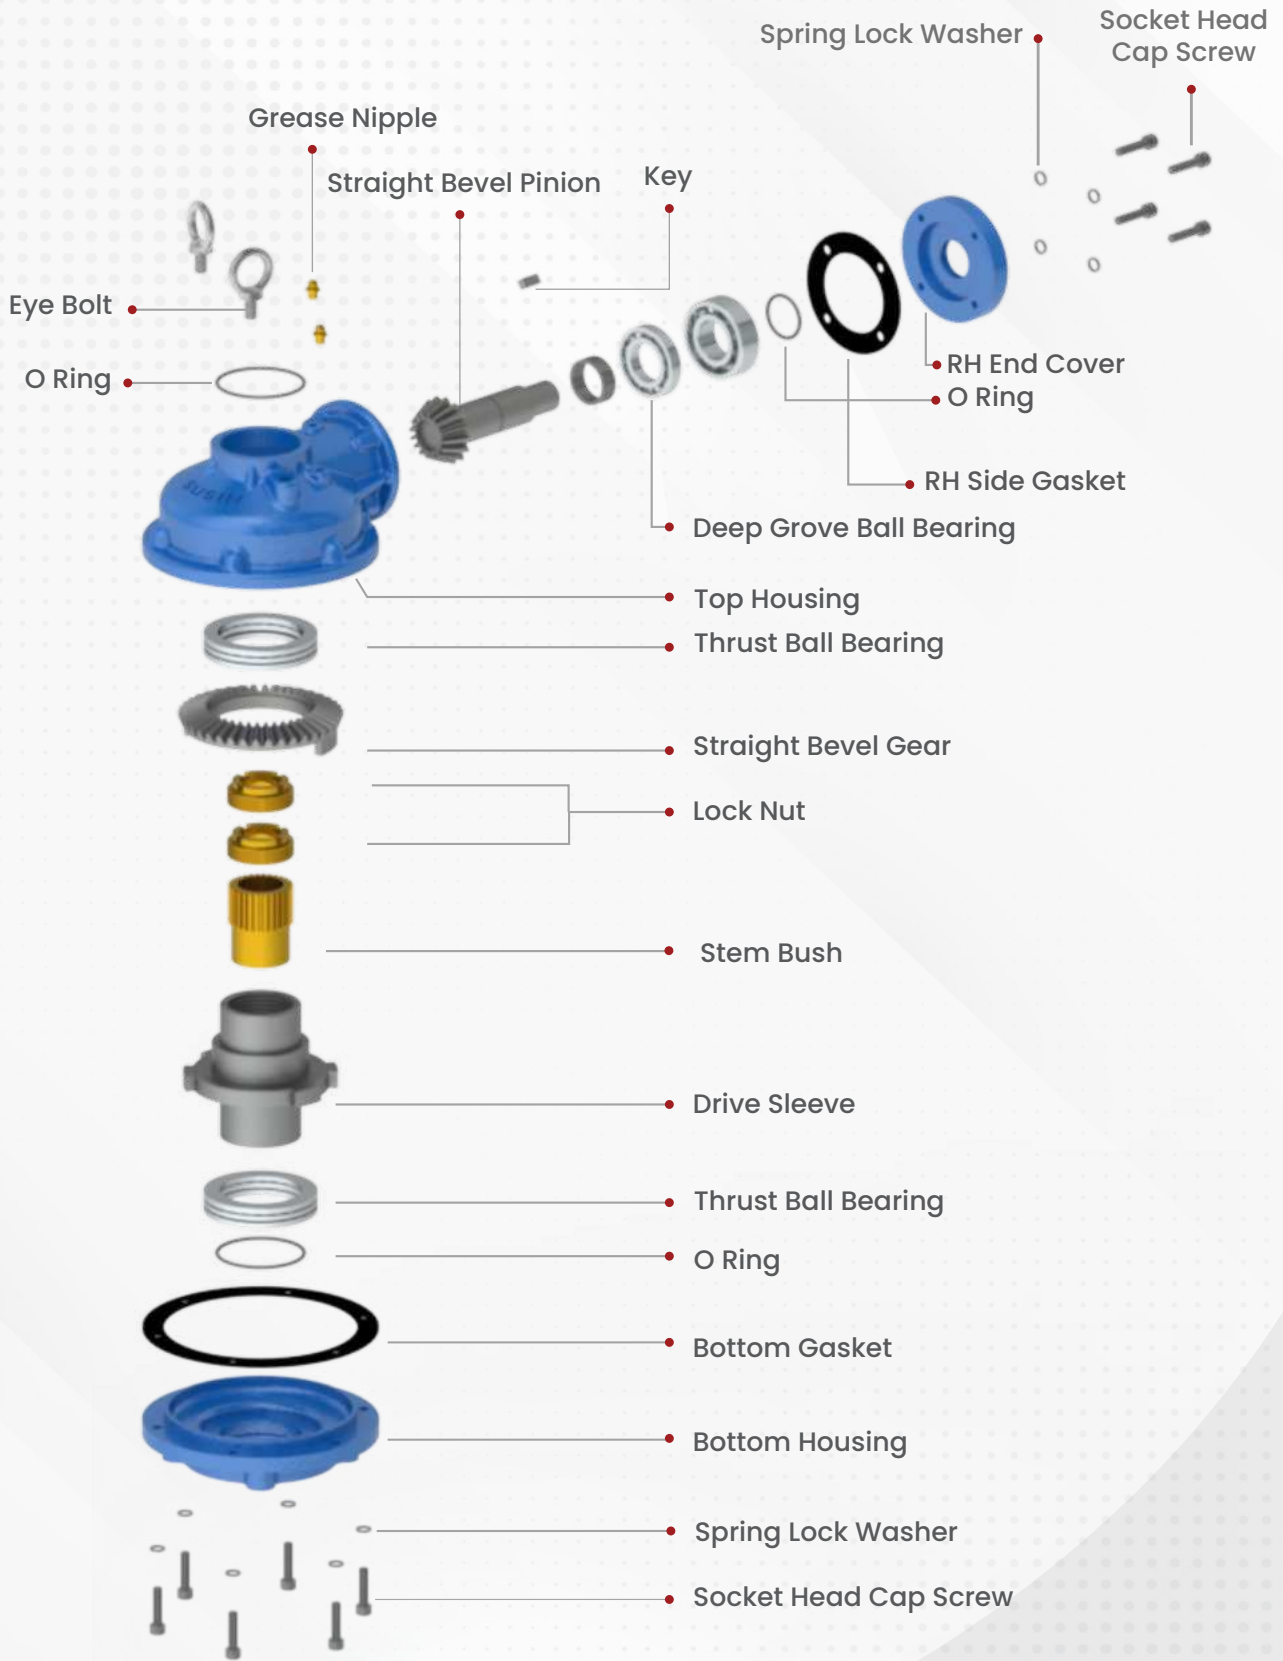 Socket Head
Cap Screw
Spring Lock Washer
Grease Nipple
Straight Bevel Pinion
Key
Eye Bolt
O Ring
RH End Cover
O Ring
RH Side Gasket
Deep Grove Ball Bearing
Top Housing
Thrust Ball Bearing
Straight Bevel Gear
Lock Nut
Stem Bush
Drive Sleeve
Thrust Ball Bearing
O Ring
Bottom Gasket
Bottom Housing
Spring Lock Washer
Socket Head Cap Screw